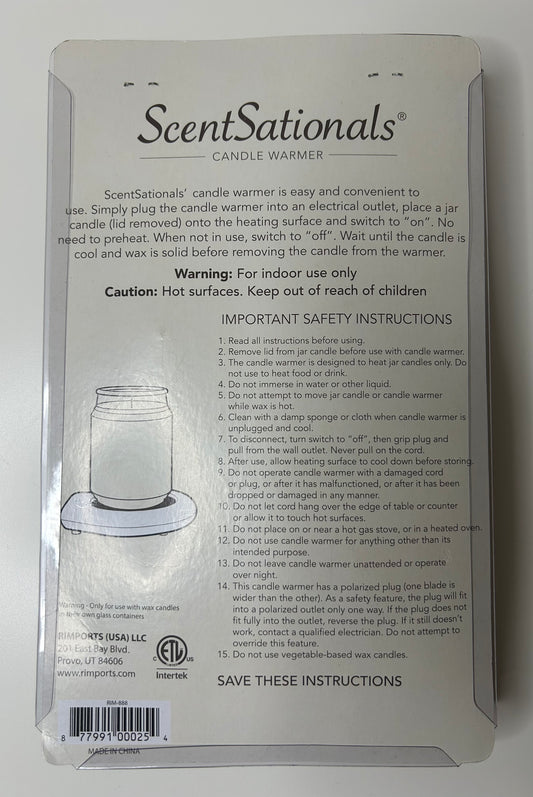 ScentSationals®
CANDLE WARMER
ScentSationals' candle warmer is easy and convenient to
use. Simply plug the candle warmer into an electrical outlet, place a jar
candle (lid removed) onto the heating surface and switch to "on". No
need to preheat. When not in use, switch to "off". Wait until the candle is
cool and wax is solid before removing the candle from the warmer.
Warning: For indoor use only
Caution: Hot surfaces. Keep out of reach of children
IMPORTANT SAFETY INSTRUCTIONS
1. Read all instructions before using.
2. Remove lid from jar candle before use with candle warmer.
3. The candle warmer is designed to heat jar candles only. Do
not use to heat food or drink.
4. Do not immerse in water or other liquid.
5. Do not attempt to move jar candle or candle warmer
while wax is hot.
6. Clean with a damp sponge or cloth when candle warmer is
unplugged and cool.
7. To disconnect, turn switch to "off", then grip plug and
pull from the wall outlet. Never pull on the cord.
8. After use, allow heating surface to cool down before storing.
9. Do not operate candle warmer with a damaged cord
or plug, or after it has malfunctioned, or after it has been
dropped or damaged in any manner.
10. Do not let cord hang over the edge of table or counter
or allow it to touch hot surfaces.
11. Do not place on or near a hot gas stove, or in a heated oven.
12. Do not use candle warmer for anything other than its
intended purpose.
13. Do not leave candle warmer unattended or operate
over night.
14. This candle warmer has a polarized plug (one blade is
wider than the other). As a safety feature, the plug will fit
into a polarized outlet only one way. If the plug does not
fit fully into the outlet, reverse the plug. If it still doesn't
work, contact a qualified electrician. Do not attempt to
override this feature.
15. Do not use vegetable-based wax candles.
SAVE THESE INSTRUCTIONS
Warning - Only for use with wax candles
in their own glass containers
RIMPORTS (USA) LLC
201 East Bay Blvd.
Provo, UT 84606
www.rimports.com
C ETL US
Intertek
RIM-888
8 77991 00025 4
MADE IN CHINA